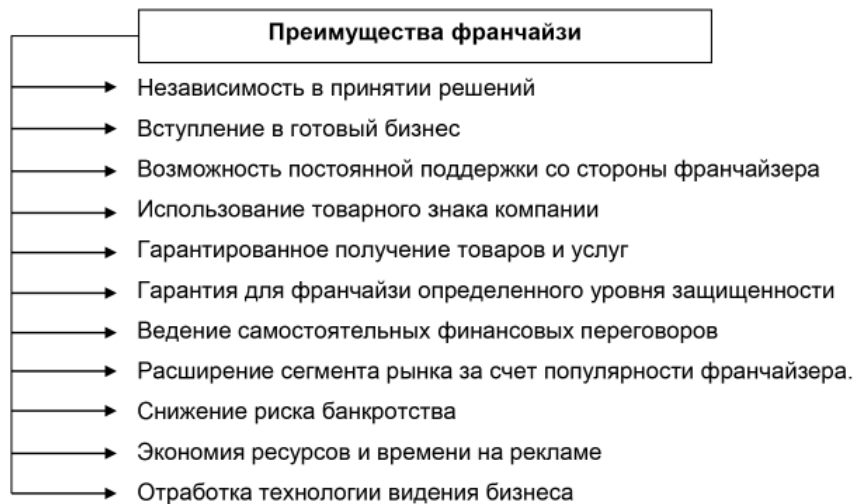 Преимущества франчайзи
Независимость в принятии решений
Вступление в готовый бизнес
Возможность постоянной поддержки со стороны франчайзера
Использование товарного знака компании
Гарантированное получение товаров и услуг
Гарантия для франчайзи определенного уровня защищенности
Ведение самостоятельных финансовых переговоров
Расширение сегмента рынка за счет популярности франчайзера.
Снижение риска банкротства
Экономия ресурсов и времени на рекламе
Отработка технологии видения бизнеса